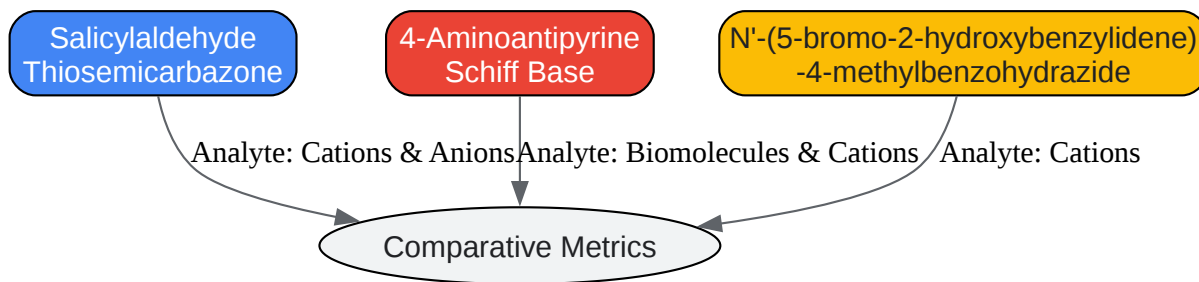 Salicylaldehyde
Thiosemicarbazone
4-Aminoantipyrine
Schiff Base
N'-(5-bromo-2-hydroxybenzylidene)
-4-methylbenzohydrazide
Analyte: Cations & Anions
Analyte: Biomolecules & Cations
Analyte: Cations
Comparative Metrics